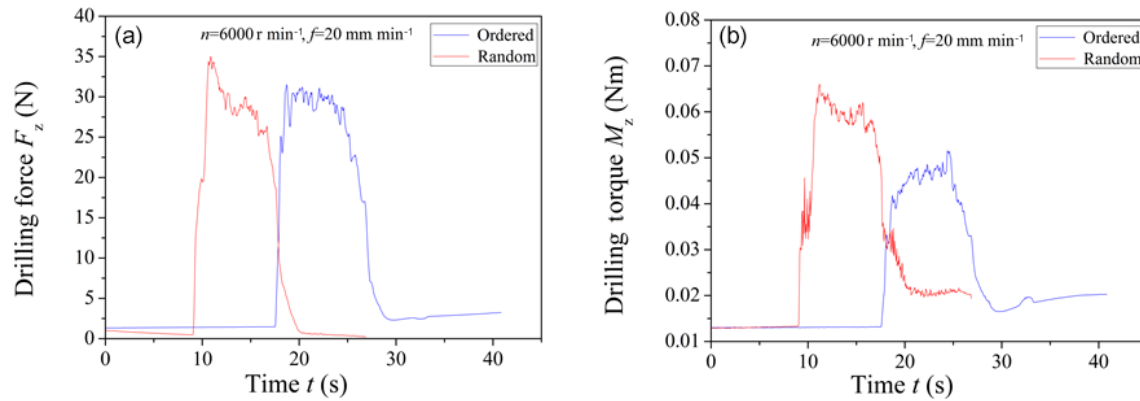 (a)
n=6000 r min⁻¹, f=20 mm min⁻¹
Ordered
Random
40
35
30
25
20
15
10
5
0
Drilling force F_z (N)
0 10 20 30 40
Time t (s)
(b)
n=6000 r min⁻¹, f=20 mm min⁻¹
Ordered
Random
0.08
0.07
0.06
0.05
0.04
0.03
0.02
0.01
Drilling torque M_z (Nm)
0 10 20 30 40
Time t (s)